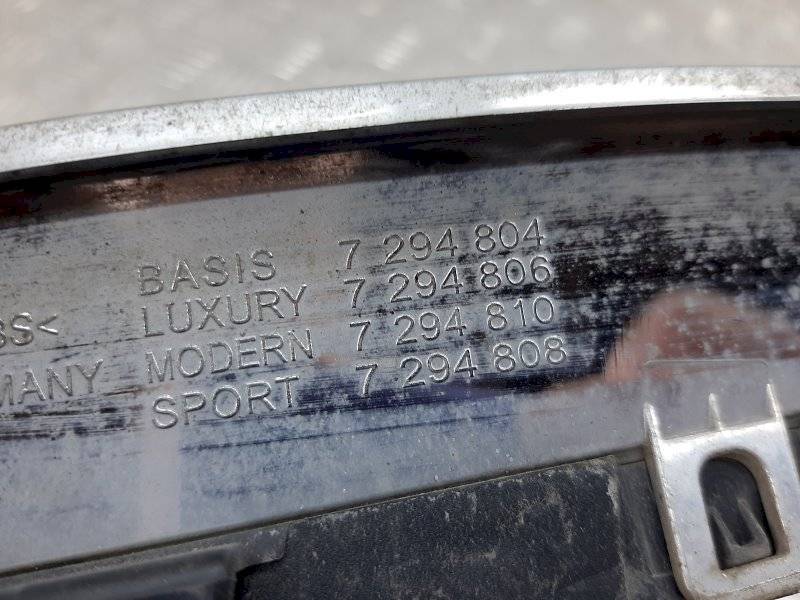 BASIS 7 294 804
LUXURY 7 294 806
BS< MODERN 7 294 810
MANY SPORT 7 294 808